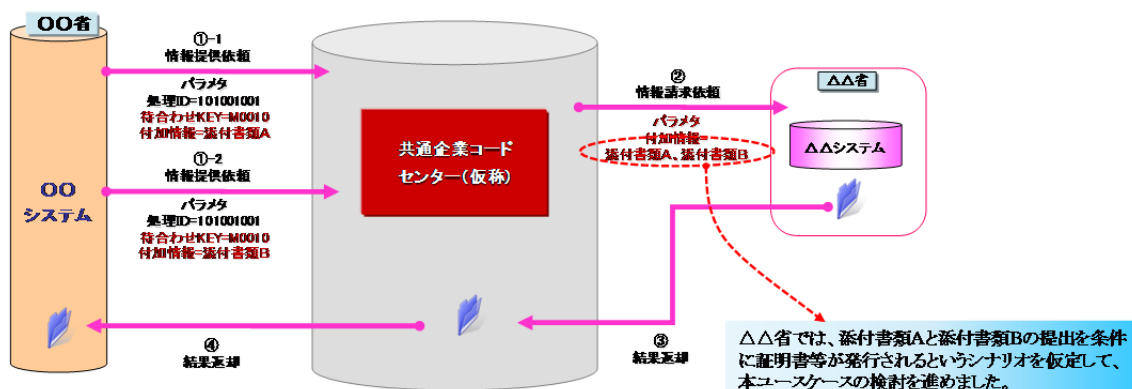 〇〇省
①-1
情報提供依頼
パラメタ
処理ID=101001001
待合わせKEY=M0010
付加情報=添付書類A
①-2
情報提供依頼
パラメタ
処理ID=101001001
待合わせKEY=M0010
付加情報=添付書類B
〇〇
システム
共通企業コード
センター(仮称)
②
情報請求依頼
パラメタ
付加情報=
添付書類A、添付書類B
△△省
△△システム
③
結果返却
④
結果返却
△△省では、添付書類Aと添付書類Bの提出を条件
に証明書等が発行されるというシナリオを仮定して、
本ユースケースの検討を進めました。